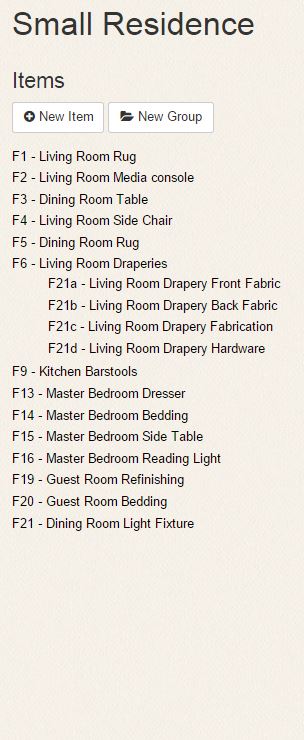 Small Residence
Items
New Item New Group
F1 - Living Room Rug
F2 - Living Room Media console
F3 - Dining Room Table
F4 - Living Room Side Chair
F5 - Dining Room Rug
F6 - Living Room Draperies
F21a - Living Room Drapery Front Fabric
F21b - Living Room Drapery Back Fabric
F21c - Living Room Drapery Fabrication
F21d - Living Room Drapery Hardware
F9 - Kitchen Barstools
F13 - Master Bedroom Dresser
F14 - Master Bedroom Bedding
F15 - Master Bedroom Side Table
F16 - Master Bedroom Reading Light
F19 - Guest Room Refinishing
F20 - Guest Room Bedding
F21 - Dining Room Light Fixture